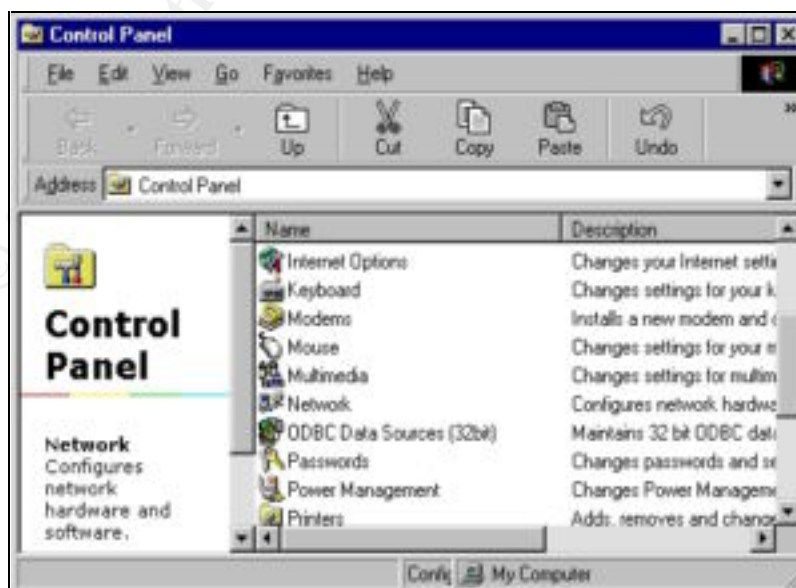 Control Panel
File Edit View Go Favorites Help
Back Forward Up Cut Copy Paste Undo
Address Control Panel
Name Description
Internet Options Changes your Internet setti
Keyboard Changes settings for your k
Modems Installs a new modem and c
Mouse Changes settings for your m
Multimedia Changes settings for multim
Network Configures network hardwa
ODBC Data Sources (32bit) Maintains 32 bit ODBC data
Passwords Changes passwords and se
Power Management Changes Power Manageme
Printers Adds, removes and change
Control
Panel
Network
Configures
network
hardware and
software.
Config My Computer